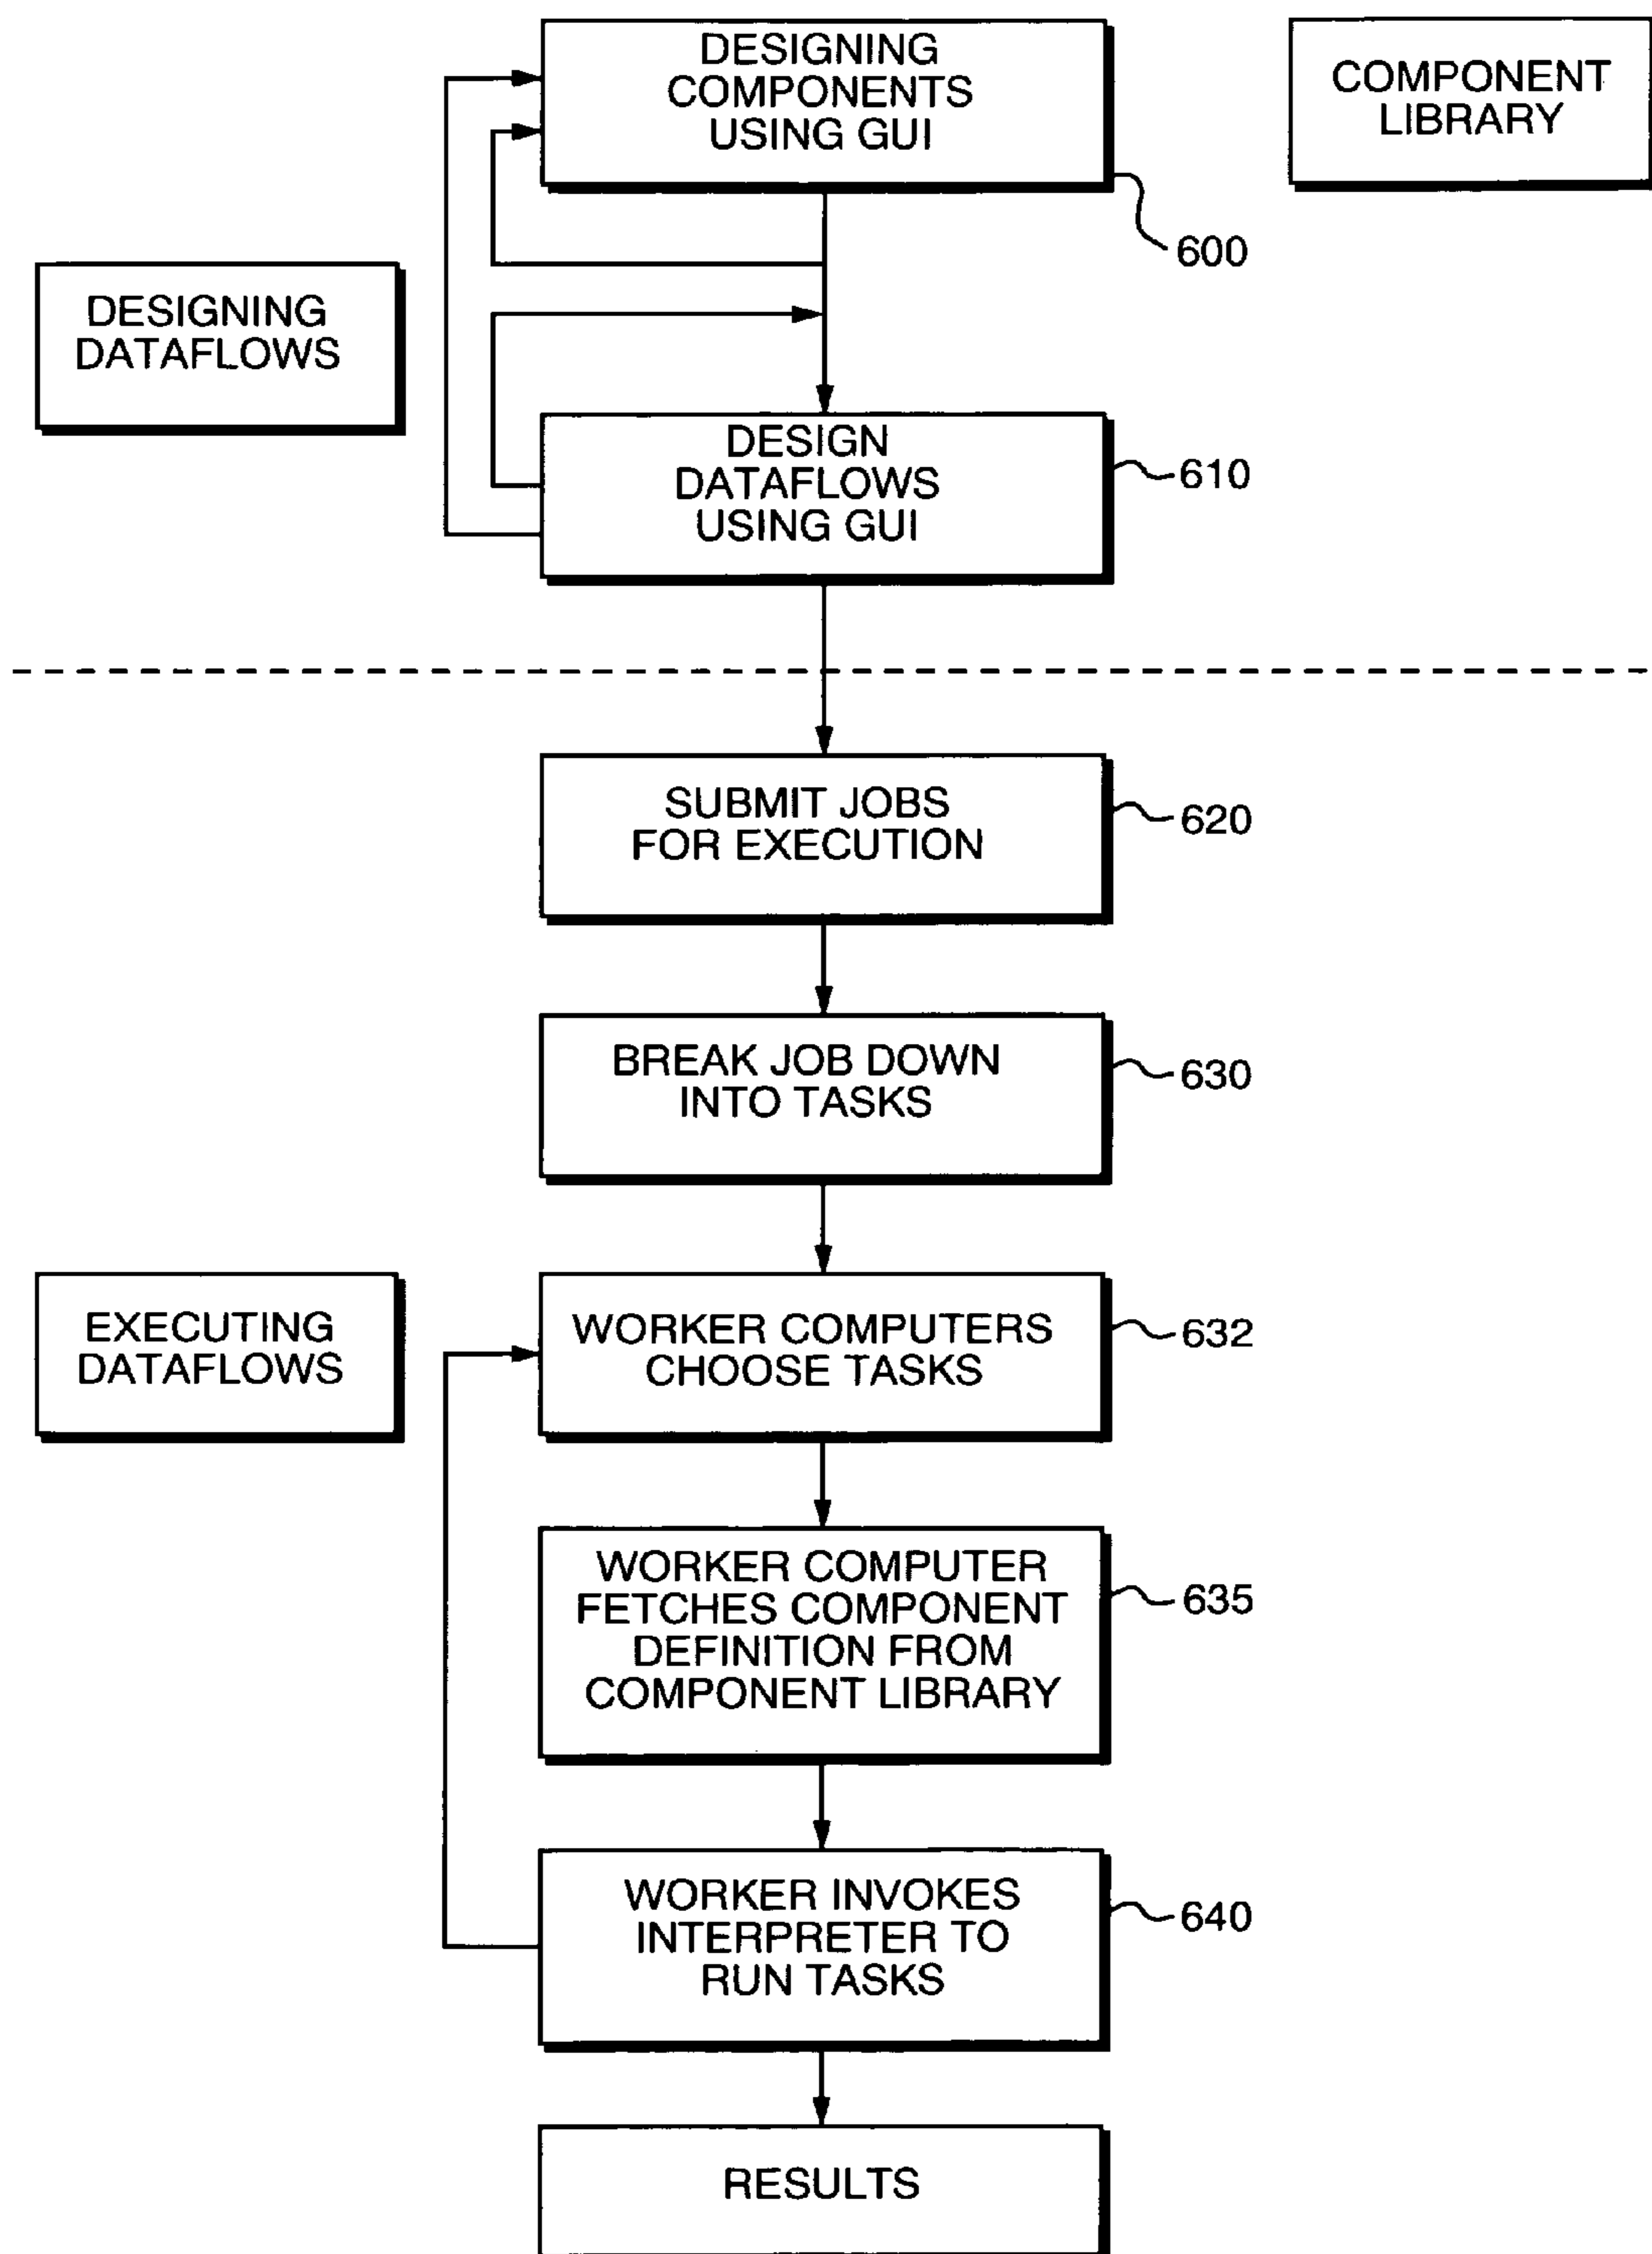 DESIGNING
COMPONENTS
USING GUI
COMPONENT
LIBRARY
600
DESIGNING
DATAFLOWS
DESIGN
DATAFLOWS
USING GUI
610
SUBMIT JOBS
FOR EXECUTION
620
BREAK JOB DOWN
INTO TASKS
630
EXECUTING
DATAFLOWS
WORKER COMPUTERS
CHOOSE TASKS
632
WORKER COMPUTER
FETCHES COMPONENT
DEFINITION FROM
COMPONENT LIBRARY
635
WORKER INVOKES
INTERPRETER TO
RUN TASKS
640
RESULTS